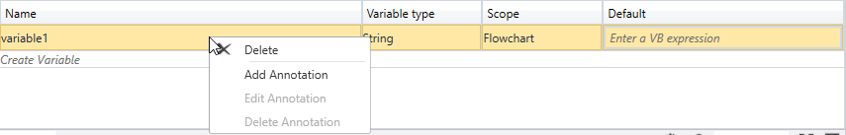 Name Variable type Scope Default
variable1 String Flowchart Enter a VB expression
Delete
Create Variable
Add Annotation
Edit Annotation
Delete Annotation